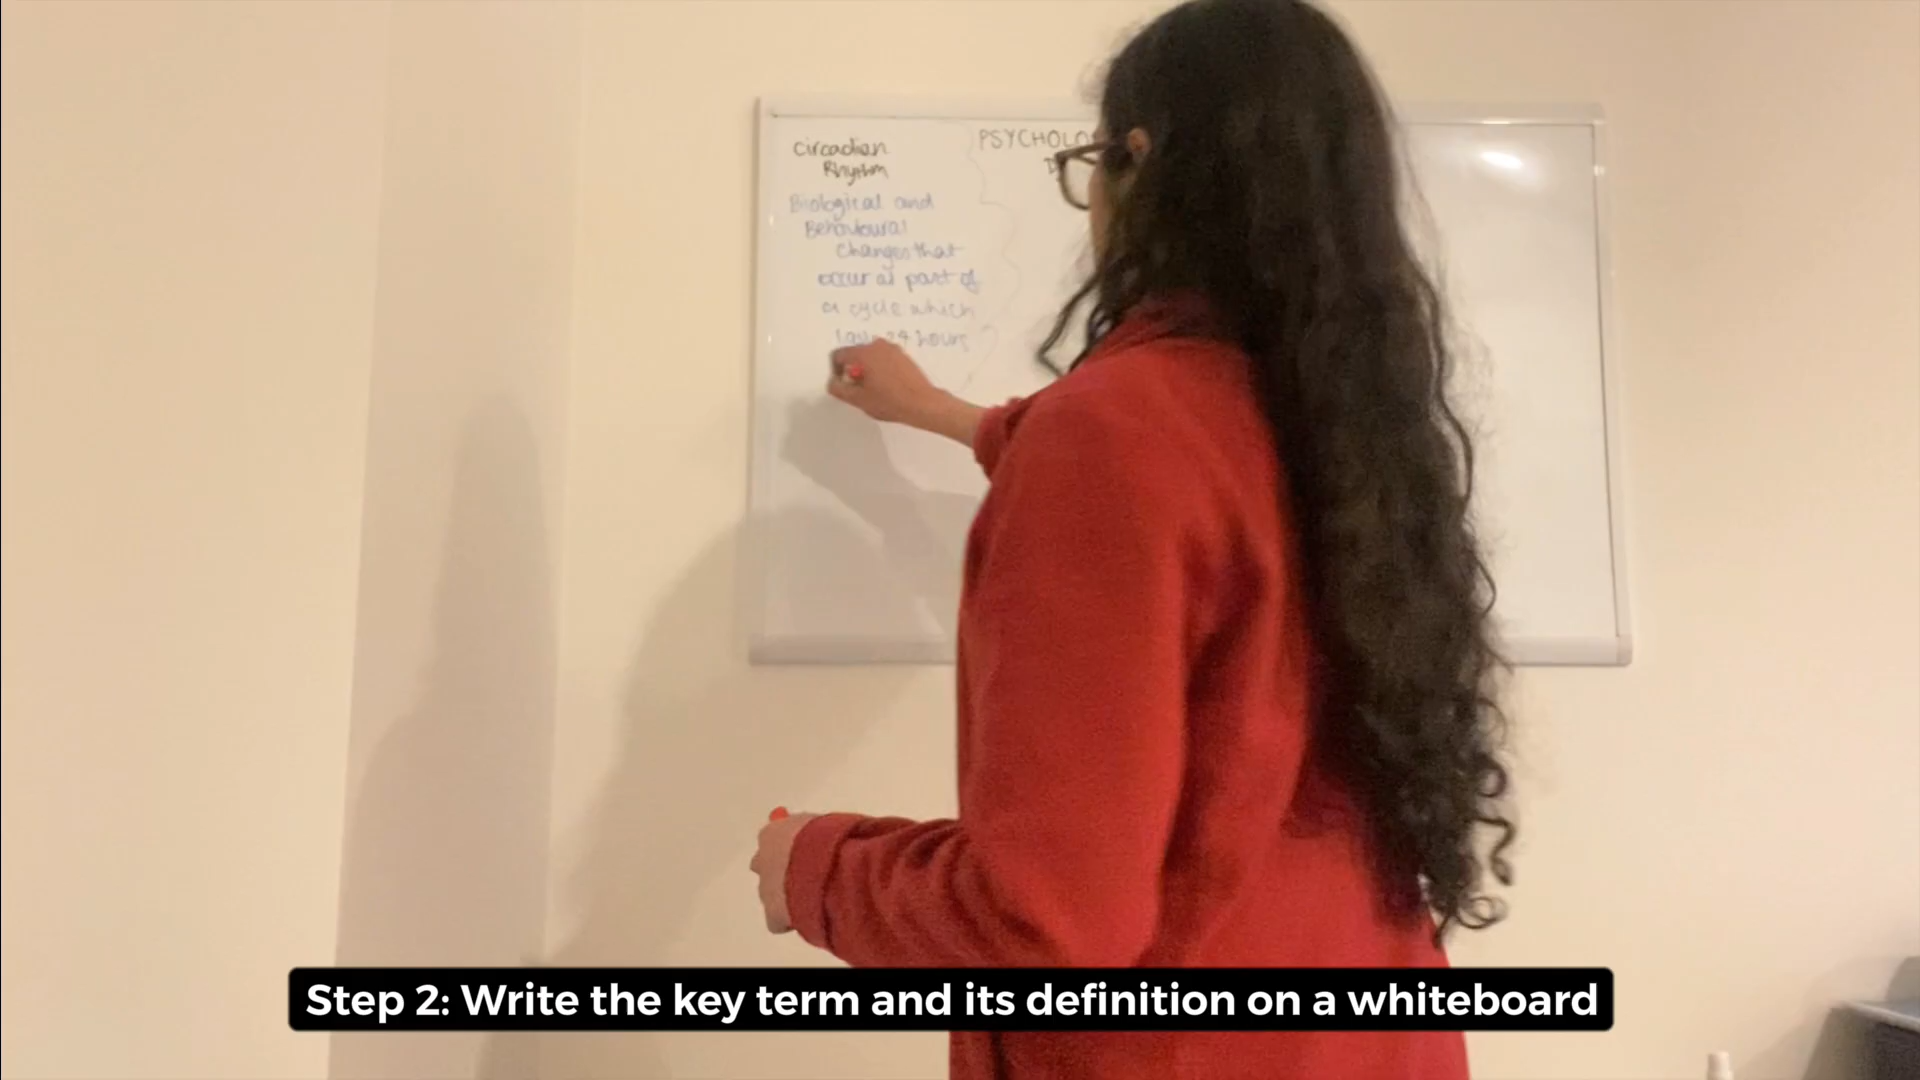 circadian
Rhythm
Biological and
Behavioural
changes that
occur as part of
a cycle which
24 hours
PSYCHOLO
D
Step 2: Write the key term and its definition on a whiteboard